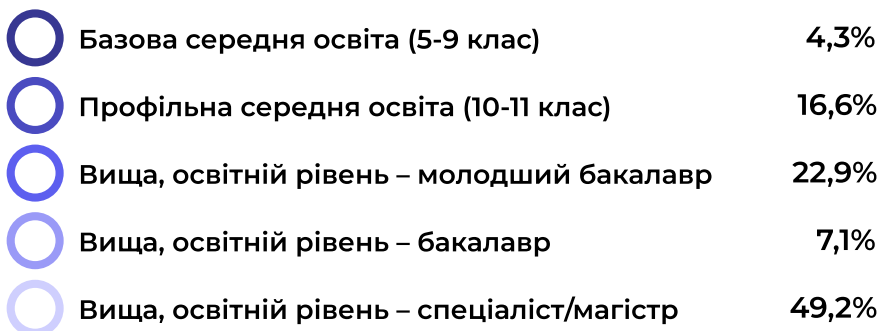 Базова середня освіта (5-9 клас) 4,3%
Профільна середня освіта (10-11 клас) 16,6%
Вища, освітній рівень – молодший бакалавр 22,9%
Вища, освітній рівень – бакалавр 7,1%
Вища, освітній рівень – спеціаліст/магістр 49,2%